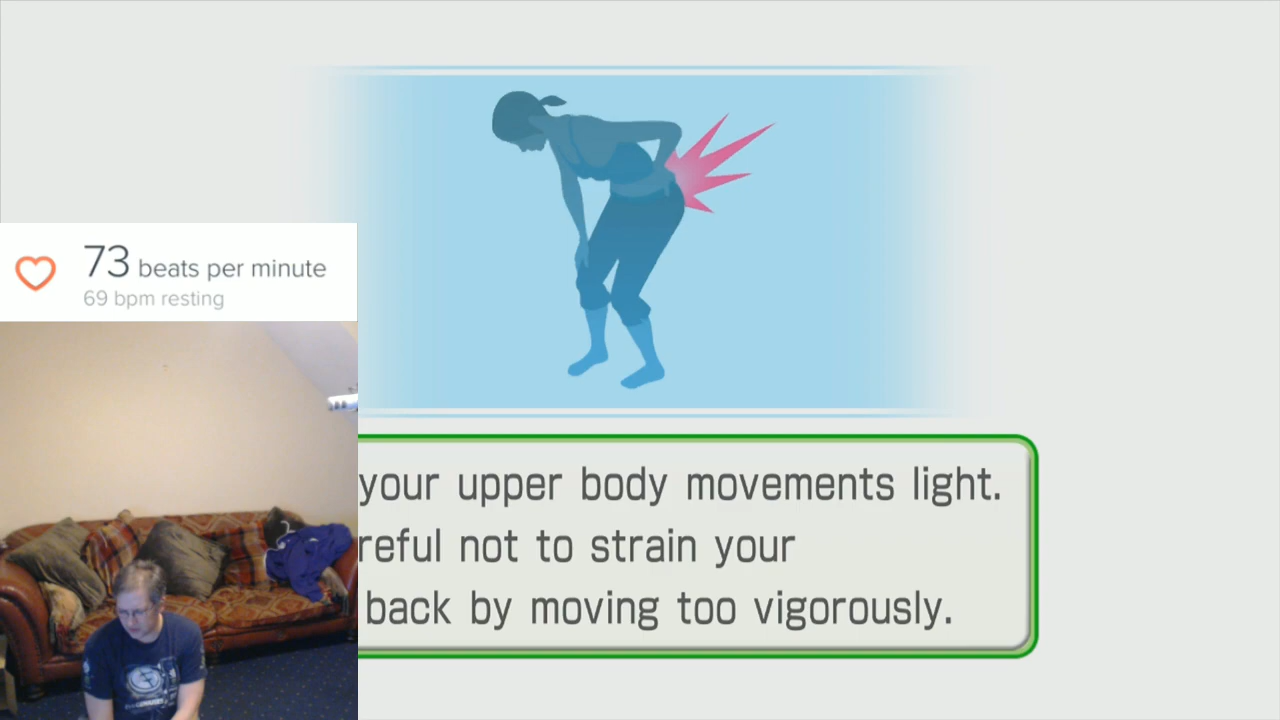 73 beats per minute
69 bpm resting
your upper body movements light.
reful not to strain your
back by moving too vigorously.